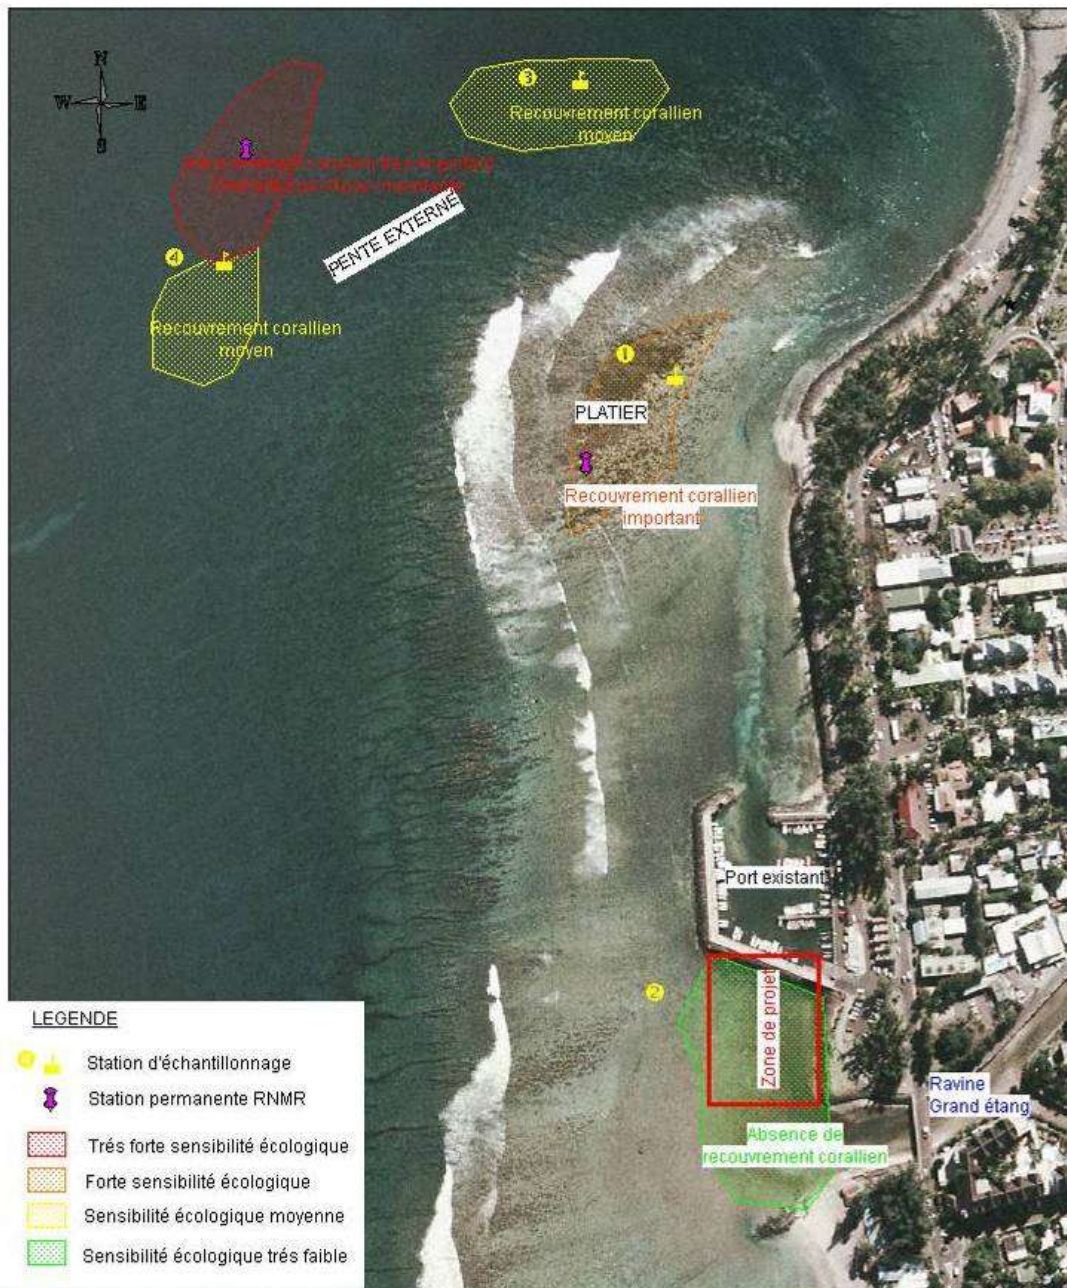 N
W E
S
3
Recouvrement corallien
moyen
PENTE EXTERNE
4
Recouvrement corallien
moyen
1
PLATIER
Recouvrement corallien
important
Port existant
2
Zone de projet
Ravine
Grand étang
Absence de
recouvrement corallien
LEGENDE
Station d'échantillonnage
Station permanente RNMR
Trés forte sensibilité écologique
Forte sensibilité écologique
Sensibilité écologique moyenne
Sensibilité écologique trés faible